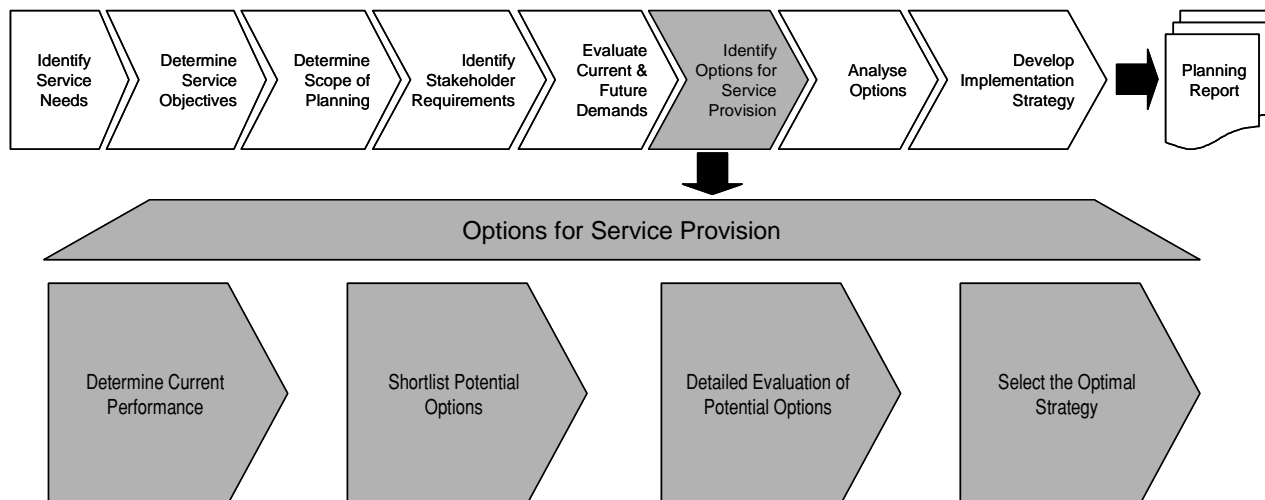 Identify
Service
Needs
Determine
Service
Objectives
Determine
Scope of
Planning
Identify
Stakeholder
Requirements
Evaluate
Current &
Future
Demands
Identify
Options for
Service
Provision
Analyse
Options
Develop
Implementation
Strategy
Planning
Report
Options for Service Provision
Determine Current
Performance
Shortlist Potential
Options
Detailed Evaluation of
Potential Options
Select the Optimal
Strategy